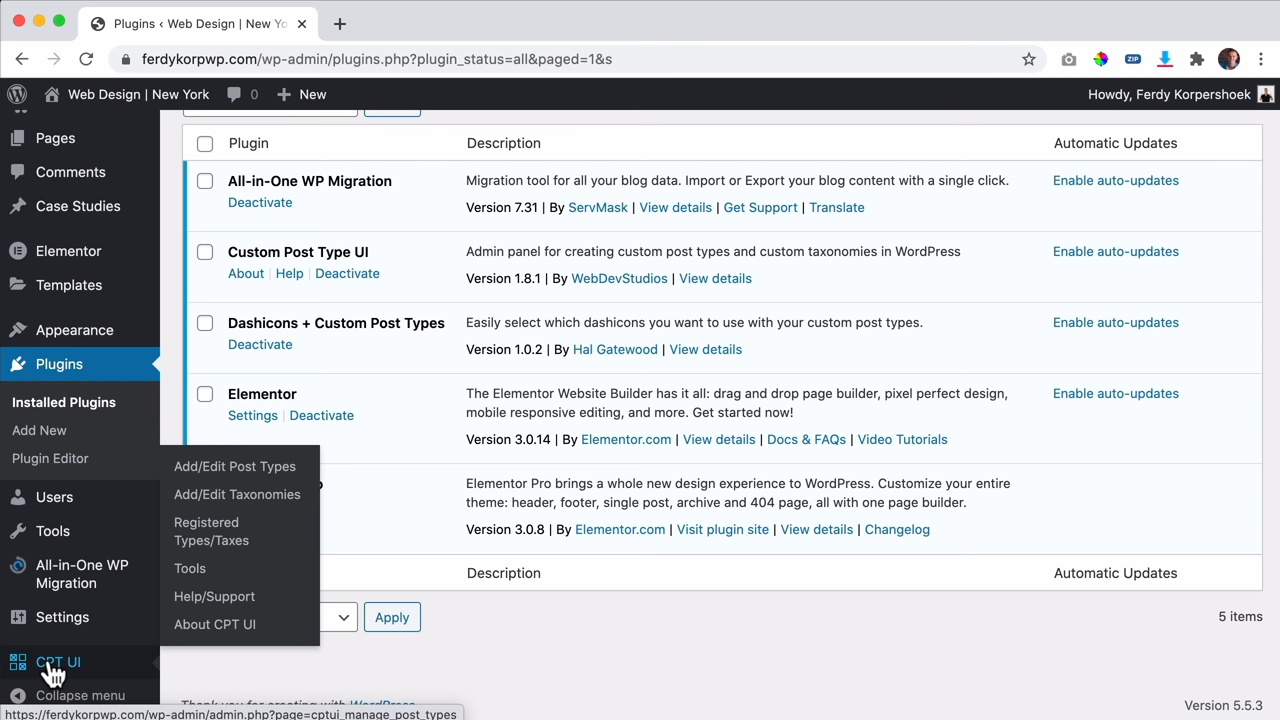 Plugins ‹ Web Design | New Yo
ferdykorpwp.com/wp-admin/plugins.php?plugin_status=all&paged=1&s
ZIP
Web Design | New York
0
New
Howdy, Ferdy Korpershoek
Pages
Comments
Case Studies
Elementor
Templates
Appearance
Plugins
Installed Plugins
Add New
Plugin Editor
Users
Tools
All-in-One WP
Migration
Settings
CPT UI
Collapse menu
Add/Edit Post Types
Add/Edit Taxonomies
Registered
Types/Taxes
Tools
Help/Support
About CPT UI
Plugin Description Automatic Updates
All-in-One WP Migration
Deactivate
Migration tool for all your blog data. Import or Export your blog content with a single click.
Version 7.31 | By ServMask | View details | Get Support | Translate
Enable auto-updates
Custom Post Type UI
About | Help | Deactivate
Admin panel for creating custom post types and custom taxonomies in WordPress
Version 1.8.1 | By WebDevStudios | View details
Enable auto-updates
Dashicons + Custom Post Types
Deactivate
Easily select which dashicons you want to use with your custom post types.
Version 1.0.2 | By Hal Gatewood | View details
Enable auto-updates
Elementor
Settings | Deactivate
The Elementor Website Builder has it all: drag and drop page builder, pixel perfect design,
mobile responsive editing, and more. Get started now!
Version 3.0.14 | By Elementor.com | View details | Docs & FAQs | Video Tutorials
Enable auto-updates
Elementor Pro brings a whole new design experience to WordPress. Customize your entire
theme: header, footer, single post, archive and 404 page, all with one page builder.
Version 3.0.8 | By Elementor.com | Visit plugin site | View details | Changelog
Description Automatic Updates
Apply
5 items
Thank you for creating with WordPress.
Version 5.5.3
https://ferdykorpwp.com/wp-admin/admin.php?page=cptui_manage_post_types